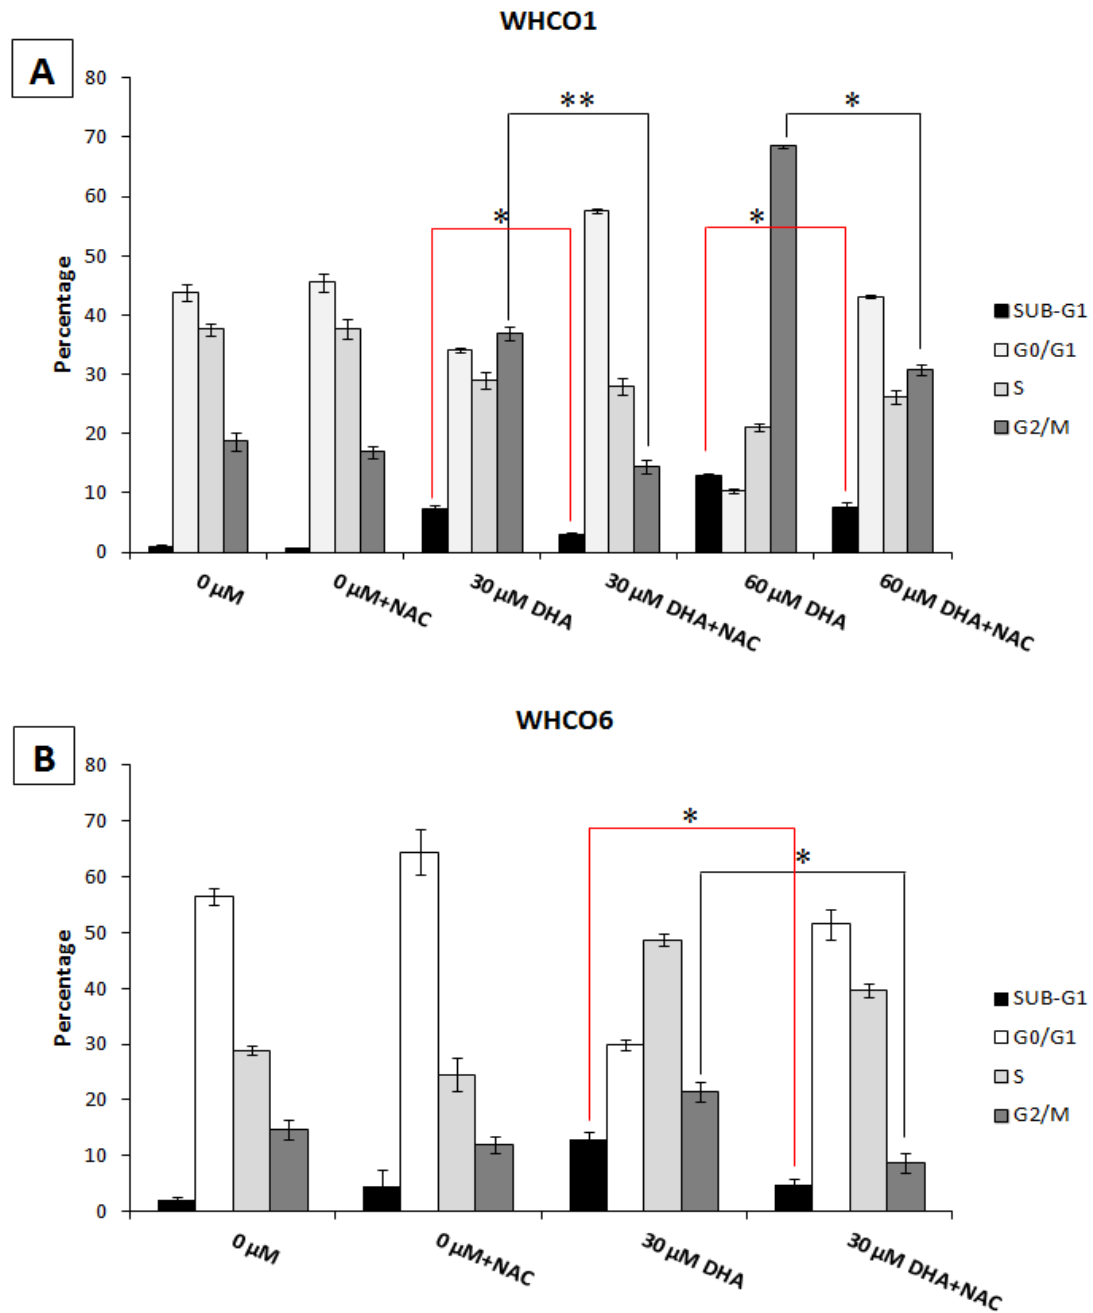 WHCO1
A
80
70
60
50
40
30
20
10
0
Percentage
**
*
*
*
SUB-G1
G0/G1
S
G2/M
0 μM
0 μM+NAC
30 μM DHA
30 μM DHA+NAC
60 μM DHA
60 μM DHA+NAC
WHCO6
B
80
70
60
50
40
30
20
10
0
Percentage
*
*
SUB-G1
G0/G1
S
G2/M
0 μM
0 μM+NAC
30 μM DHA
30 μM DHA+NAC